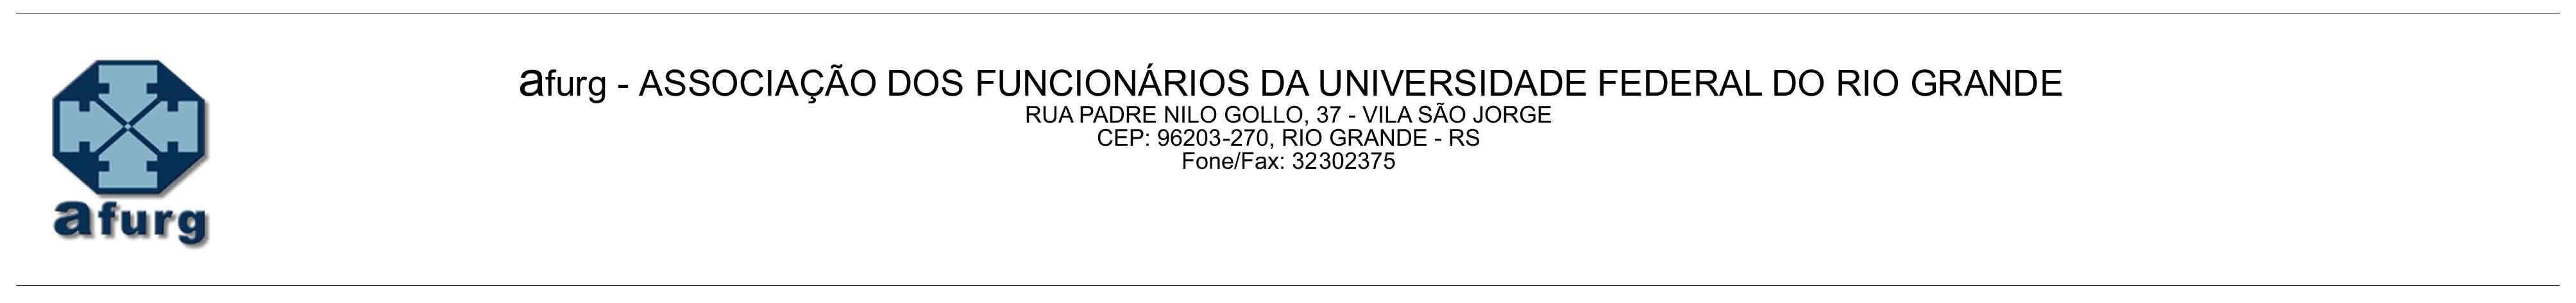 afurg - ASSOCIAÇÃO DOS FUNCIONÁRIOS DA UNIVERSIDADE FEDERAL DO RIO GRANDE
RUA PADRE NILO GOLLO, 37 - VILA SÃO JORGE
CEP: 96203-270, RIO GRANDE - RS
Fone/Fax: 32302375
afurg